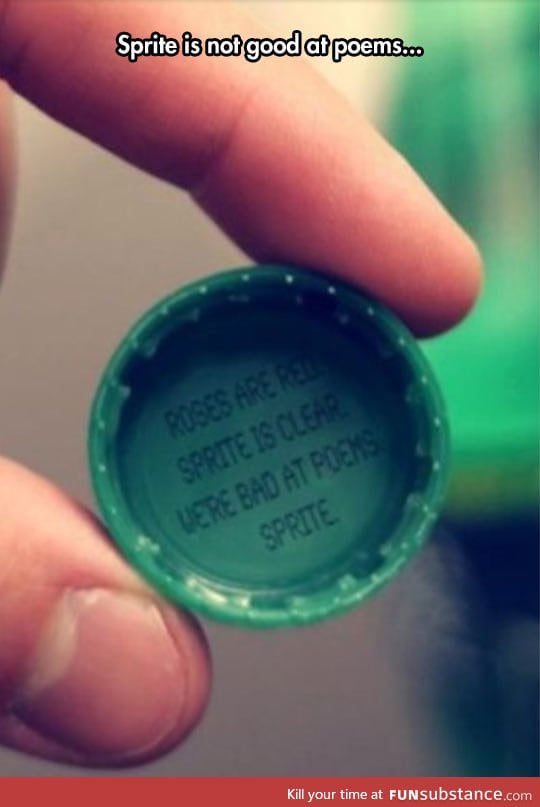 Sprite is not good at poems...
ROSES ARE RED.
SPRITE IS CLEAR.
WE'RE BAD AT POEMS.
SPRITE.
Kill your time at FUNsubstance.com